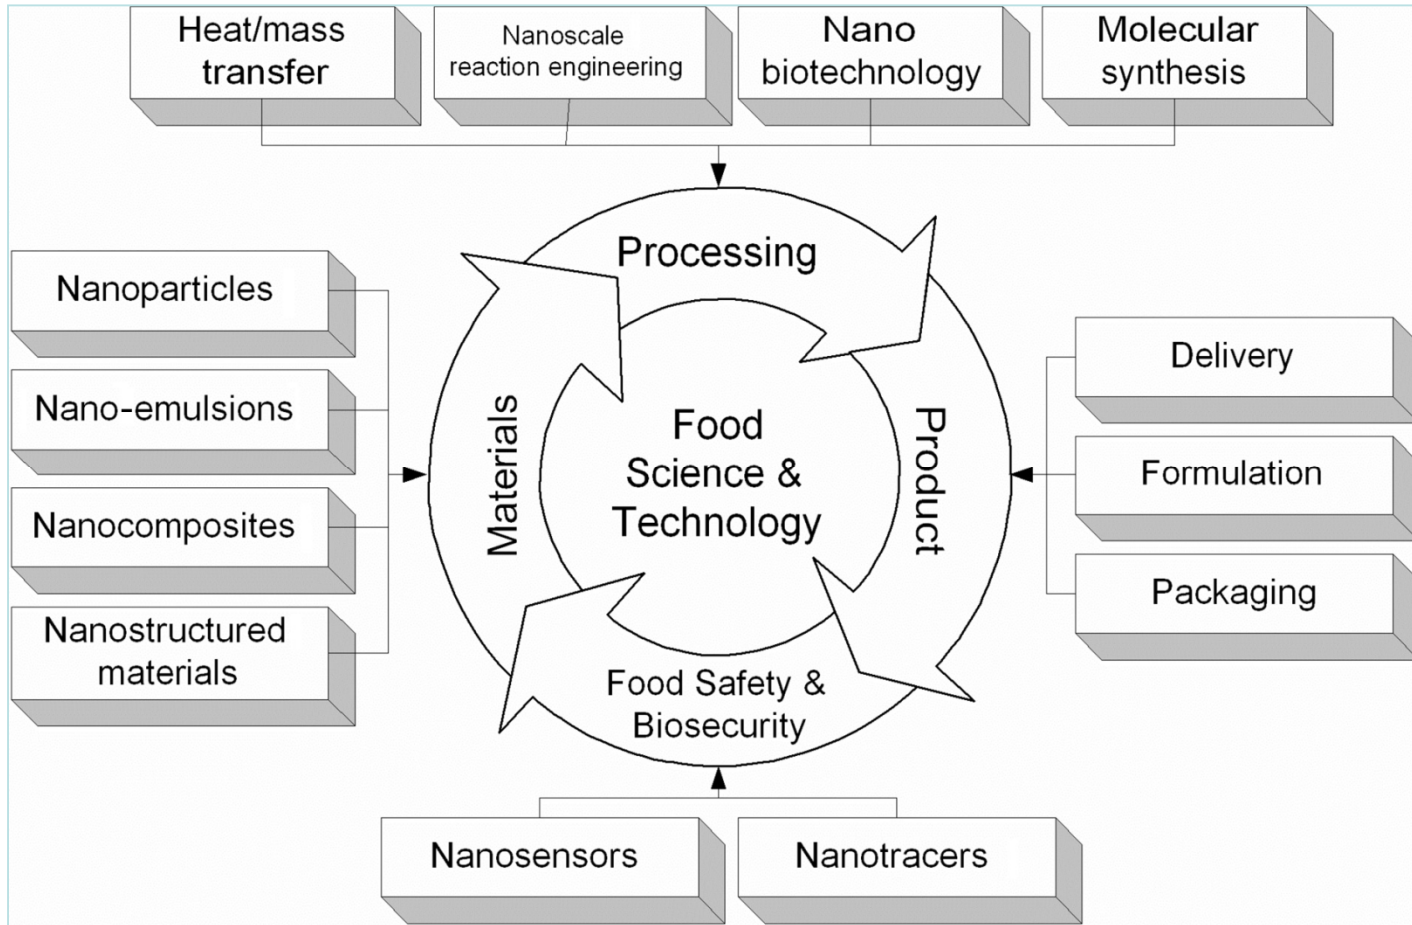 Heat/mass
transfer
Nanoscale
reaction engineering
Nano
biotechnology
Molecular
synthesis
Processing
Nanoparticles
Nano-emulsions
Nanocomposites
Nanostructured
materials
Materials
Food
Science &
Technology
Product
Delivery
Formulation
Packaging
Food Safety &
Biosecurity
Nanosensors
Nanotracers